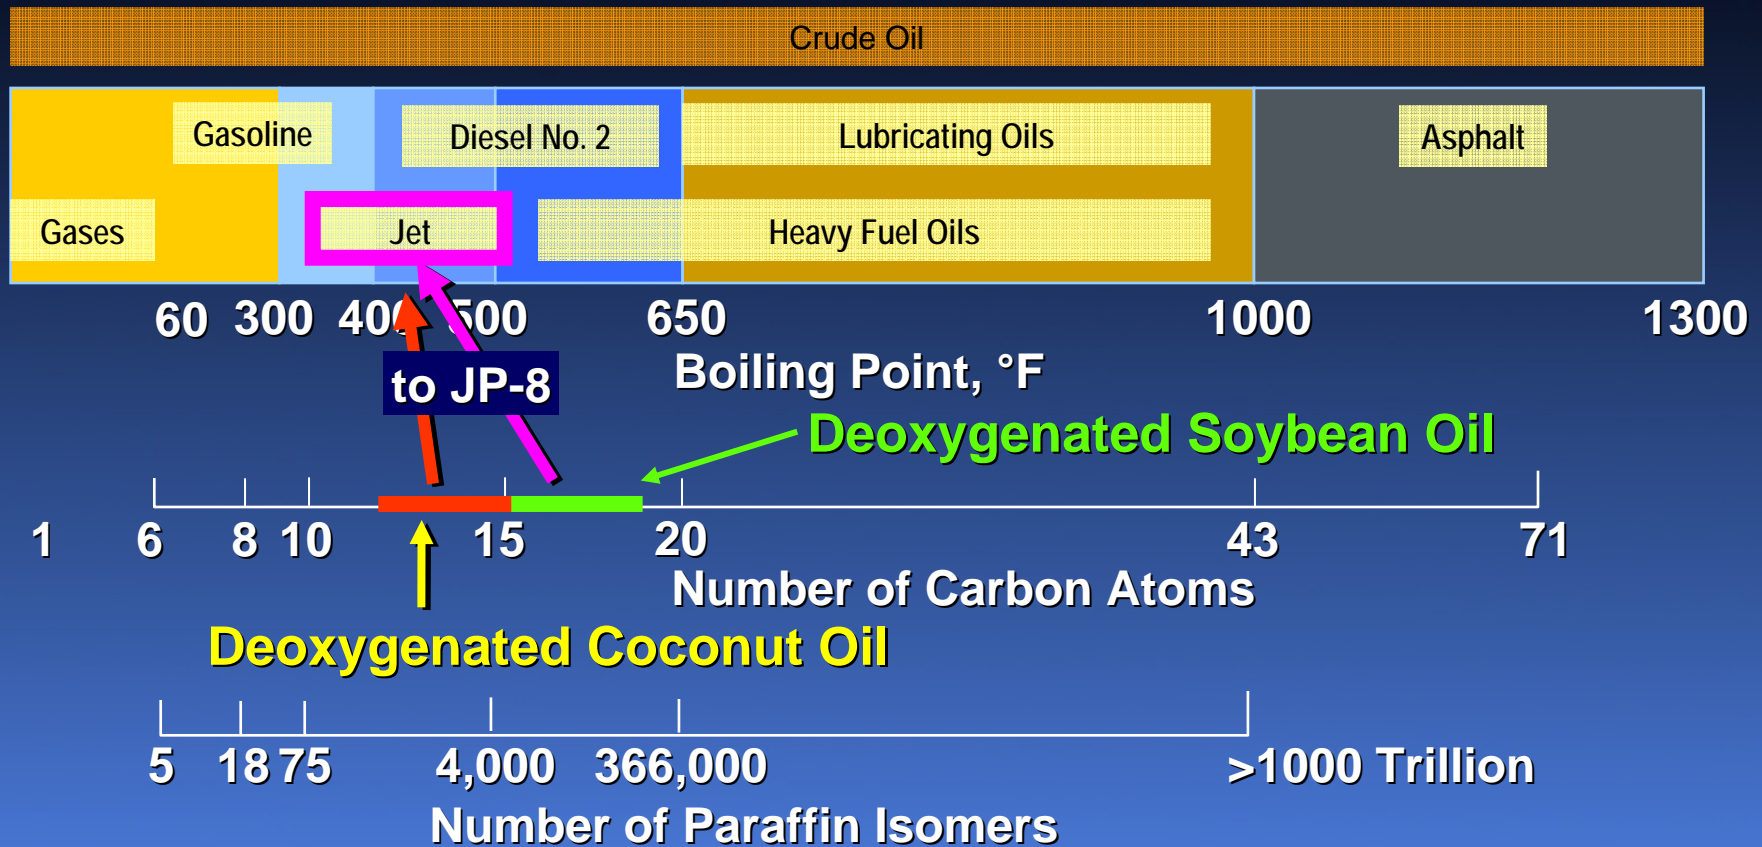 Crude Oil
Gasoline Diesel No. 2 Lubricating Oils Asphalt
Gases Jet Heavy Fuel Oils
60 300 400 500 650 1000 1300
to JP-8 Boiling Point, °F
Deoxygenated Soybean Oil
1 6 8 10 15 20 43 71
Number of Carbon Atoms
Deoxygenated Coconut Oil
5 18 75 4,000 366,000 >1000 Trillion
Number of Paraffin Isomers